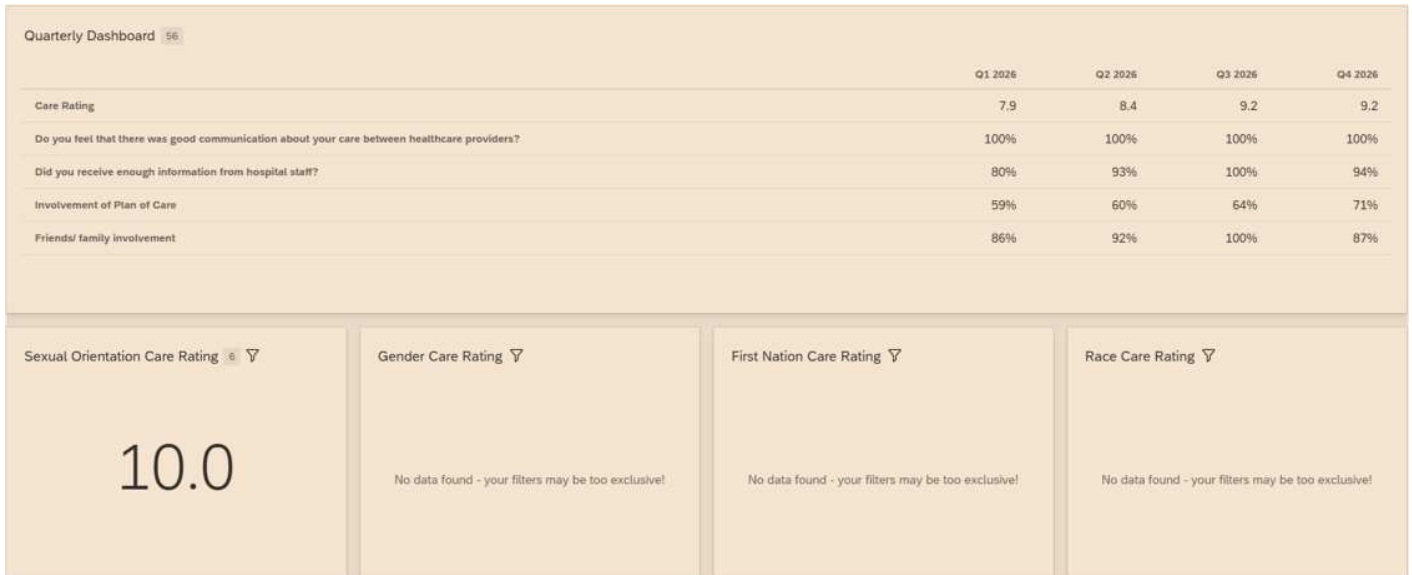 Quarterly Dashboard 56
Q1 2026 Q2 2026 Q3 2026 Q4 2026
Care Rating 7.9 8.4 9.2 9.2
Do you feel that there was good communication about your care between healthcare providers? 100% 100% 100% 100%
Did you receive enough information from hospital staff? 80% 93% 100% 94%
Involvement of Plan of Care 59% 60% 64% 71%
Friends/ family involvement 86% 92% 100% 87%
Sexual Orientation Care Rating 6
10.0
Gender Care Rating
No data found - your filters may be too exclusive!
First Nation Care Rating
No data found - your filters may be too exclusive!
Race Care Rating
No data found - your filters may be too exclusive!